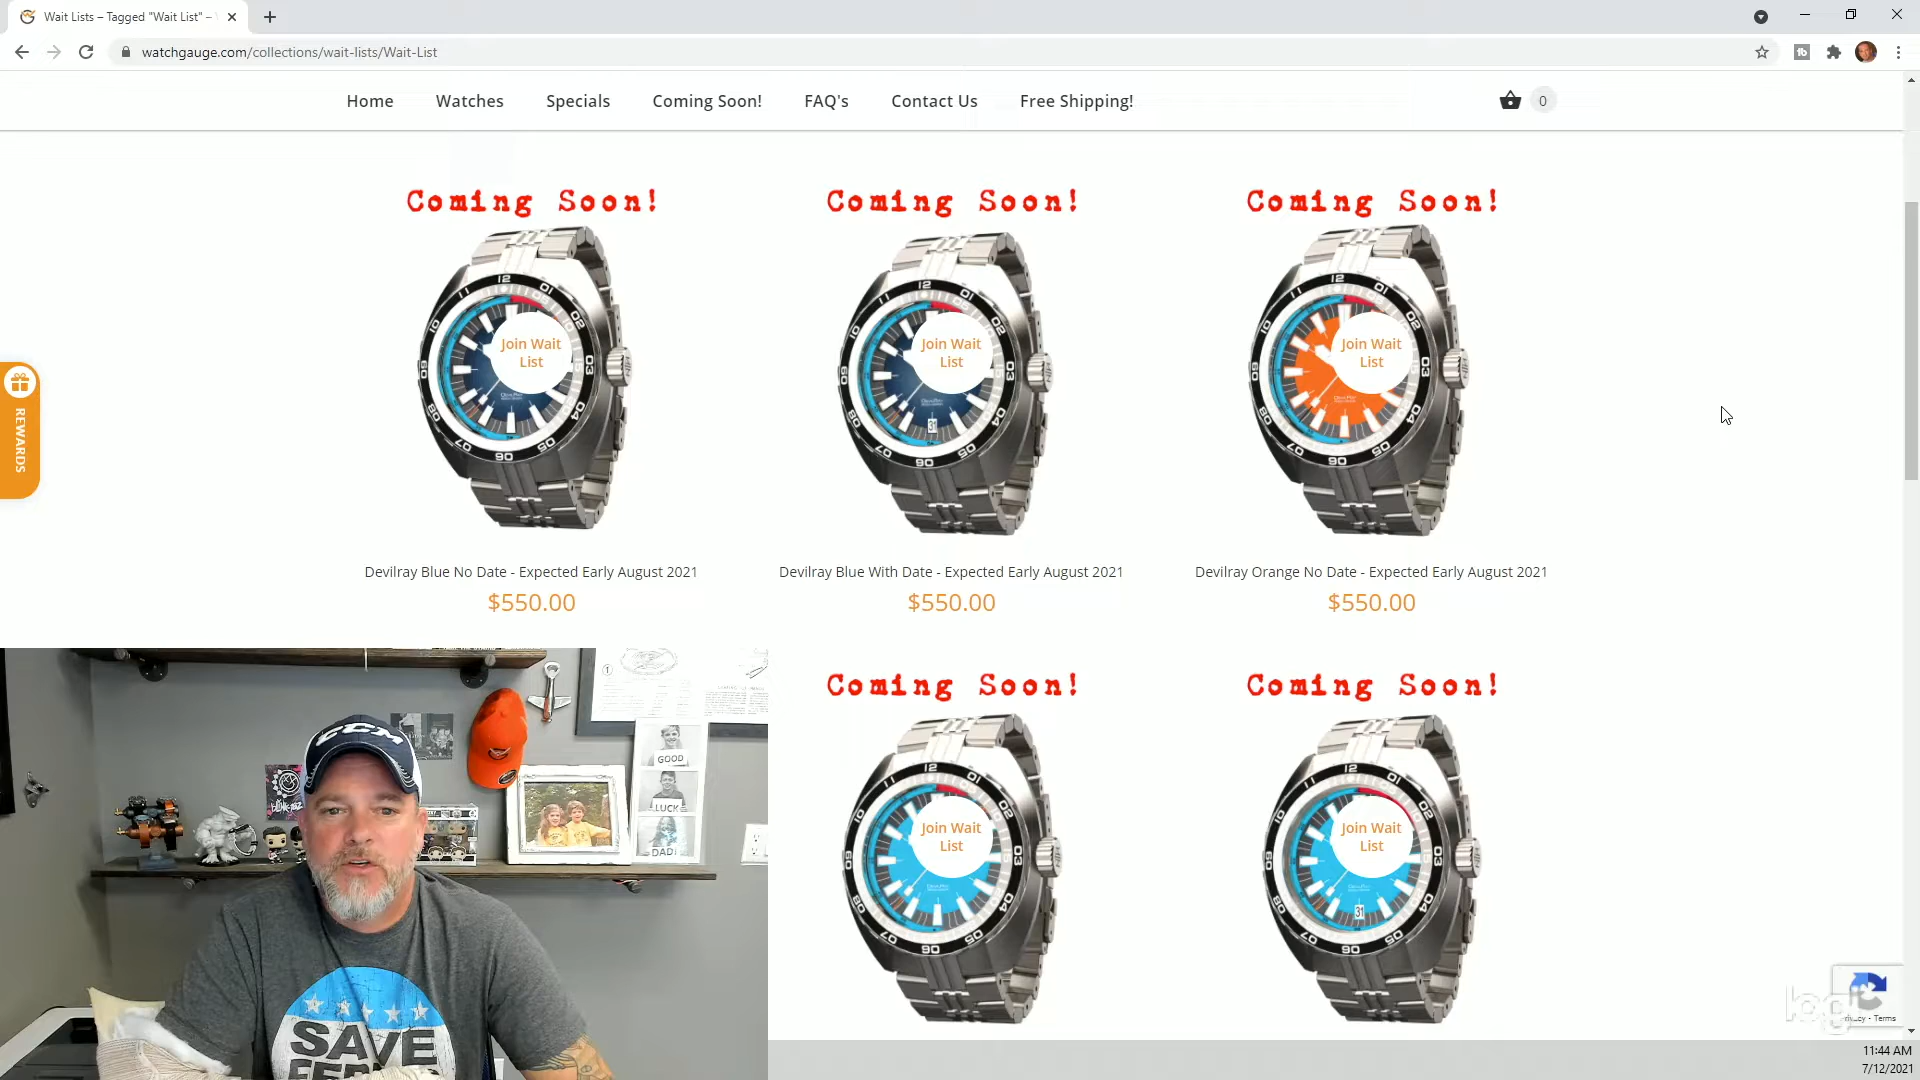 Wait Lists – Tagged "Wait List" –
watchgauge.com/collections/wait-lists/Wait-List
Home Watches Specials Coming Soon! FAQ's Contact Us Free Shipping! 0
Coming Soon! Coming Soon! Coming Soon!
Join Wait
List
Join Wait
List
Join Wait
List
REWARDS
Devilray Blue No Date - Expected Early August 2021
$550.00
Devilray Blue With Date - Expected Early August 2021
$550.00
Devilray Orange No Date - Expected Early August 2021
$550.00
Coming Soon! Coming Soon!
Join Wait
List
Join Wait
List
CCM
GOOD
LUCK
DAD!
blink-182
SAVE
Terms
11:44 AM
7/12/2021